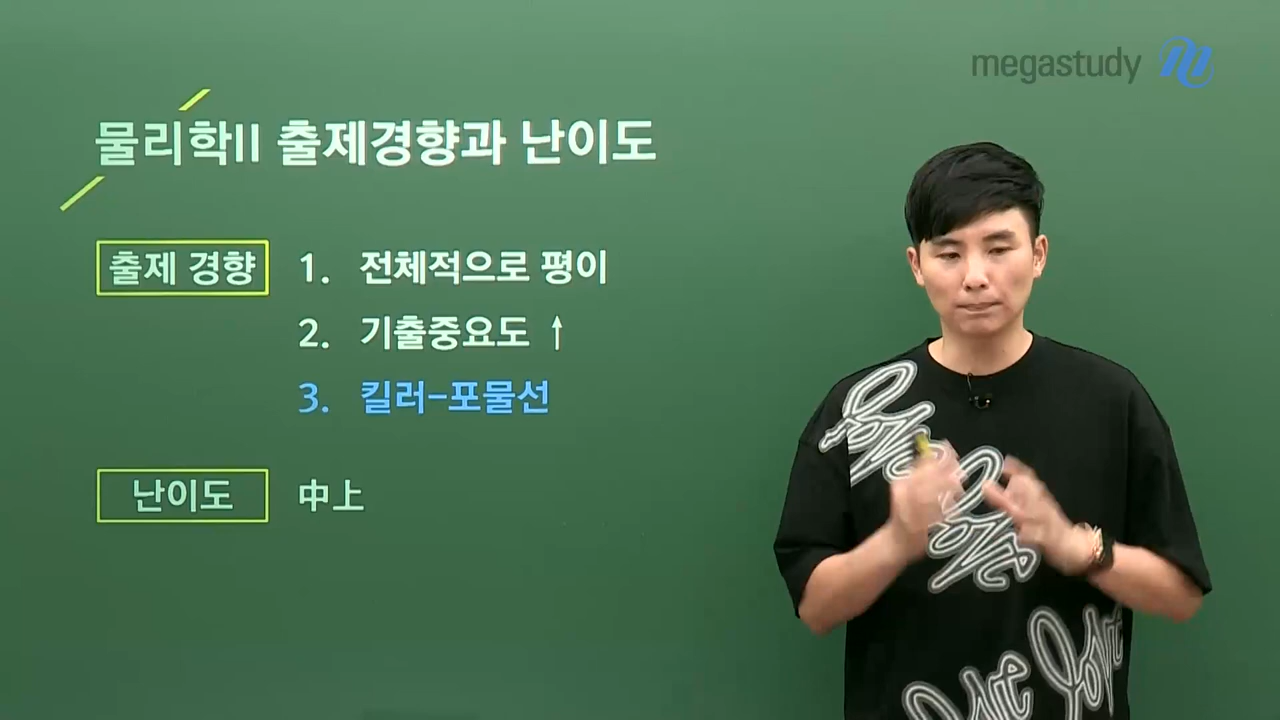 megastudy
물리학II 출제경향과 난이도
출제 경향 1. 전체적으로 평이
2. 기출중요도 ↑
3. 킬러-포물선
난이도 中上